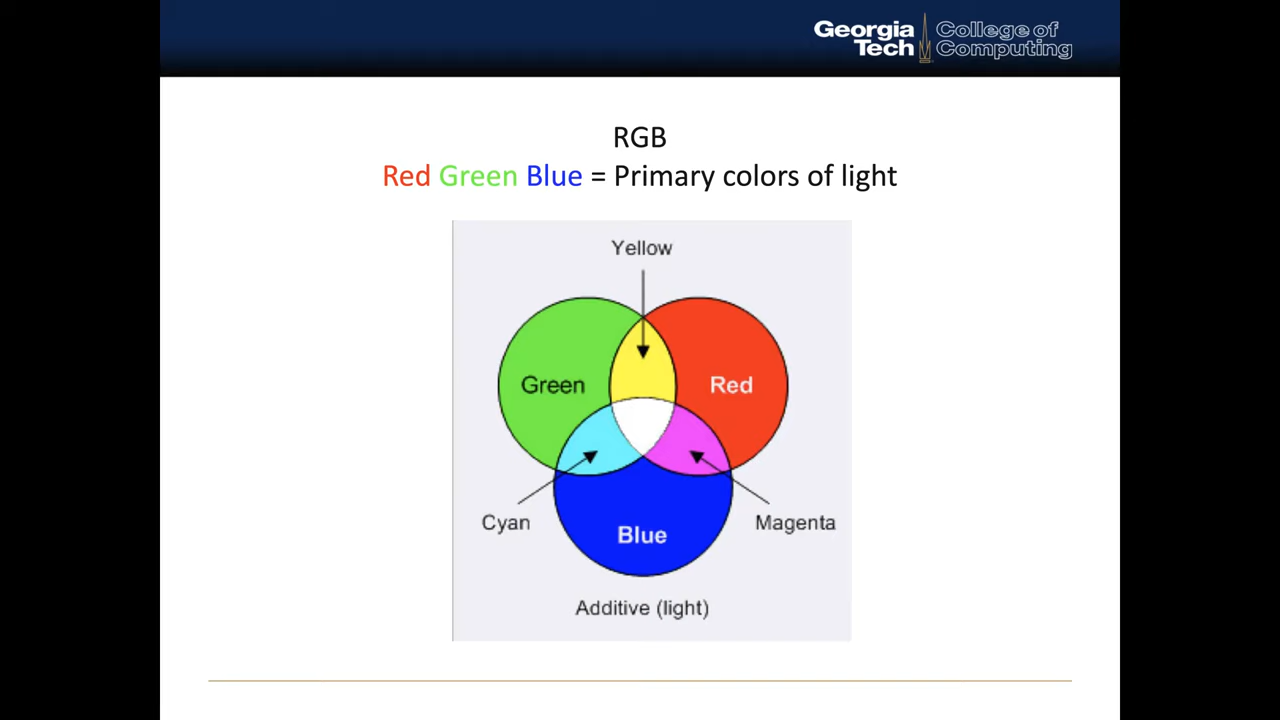 Georgia Tech
College of Computing
RGB
Red Green Blue = Primary colors of light
Yellow
Green
Red
Cyan
Blue
Magenta
Additive (light)